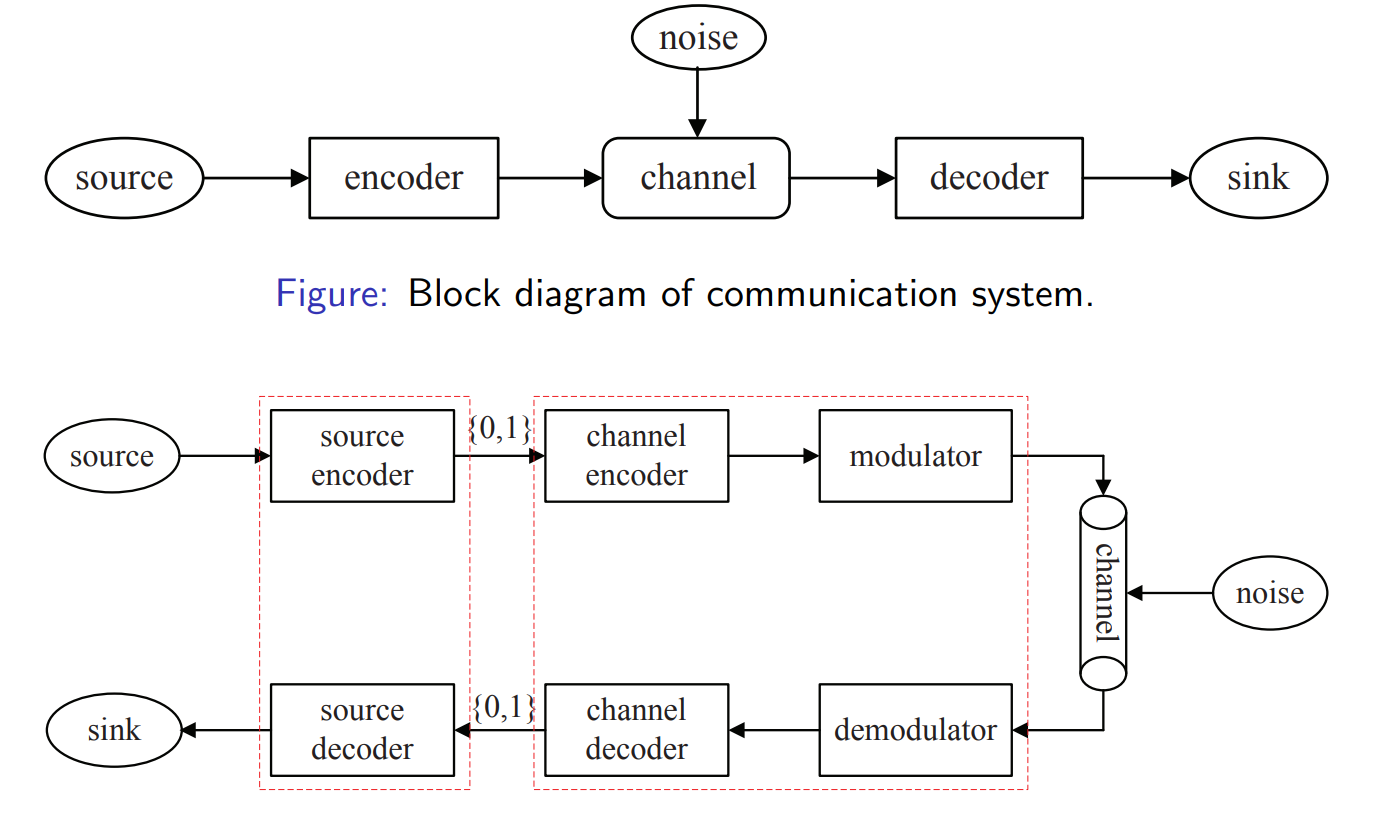 noise
source
encoder
channel
decoder
sink
Figure: Block diagram of communication system.
source
source
encoder
{0,1}
channel
encoder
modulator
channel
noise
sink
source
decoder
{0,1}
channel
decoder
demodulator